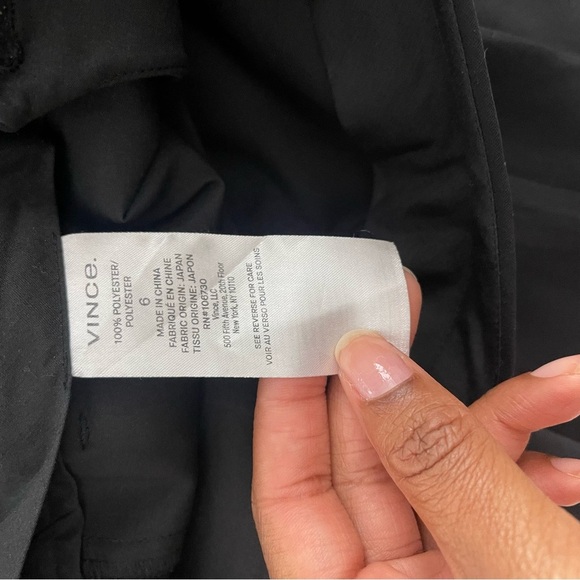 VINCE.
100% POLYESTER/
POLYESTER
6
MADE IN CHINA
FABRIQUÉ EN CHINE
FABRIC ORIGIN: JAPAN
TISSU ORIGINE: JAPON
RN#106730
Vince, LLC
500 Fifth Avenue, 20th Floor
New York, NY 10110
SEE REVERSE FOR CARE
VOIR AU VERSO POUR LES SOINS